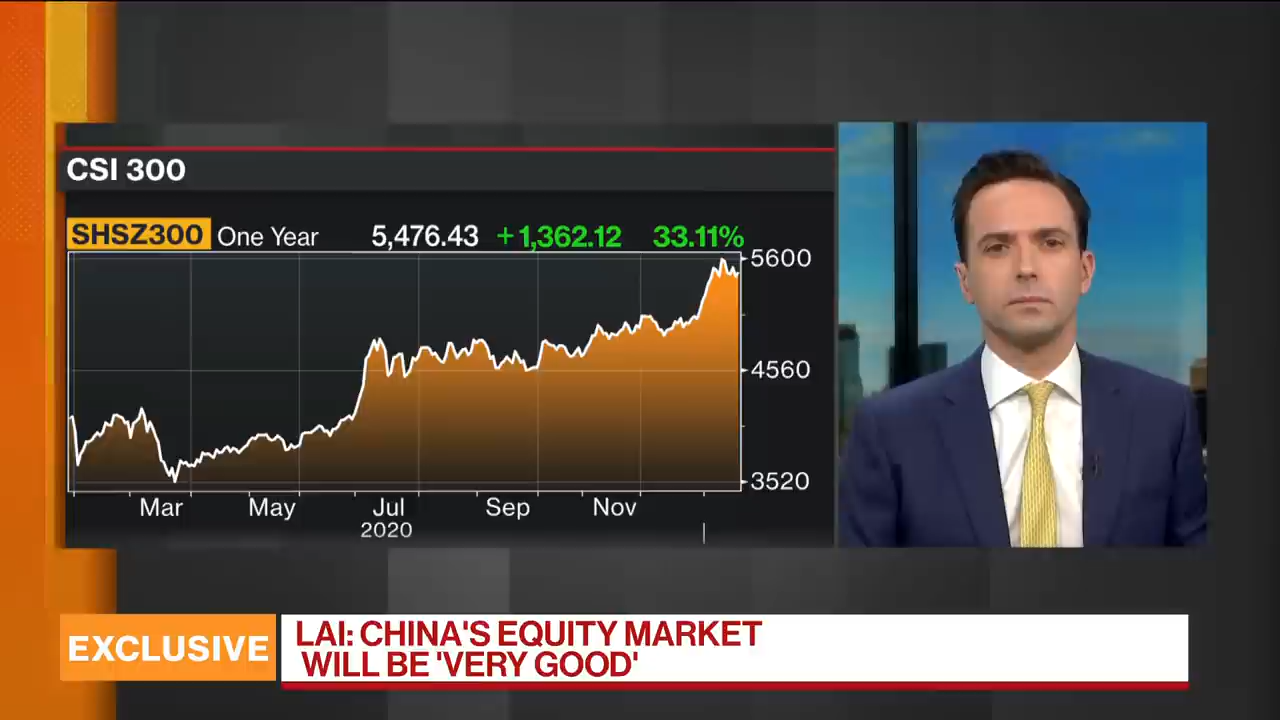 CSI 300
SHSZ300 One Year 5,476.43 +1,362.12 33.11%
5600
4560
3520
Mar May Jul Sep Nov
2020
EXCLUSIVE
LAI: CHINA'S EQUITY MARKET
WILL BE 'VERY GOOD'